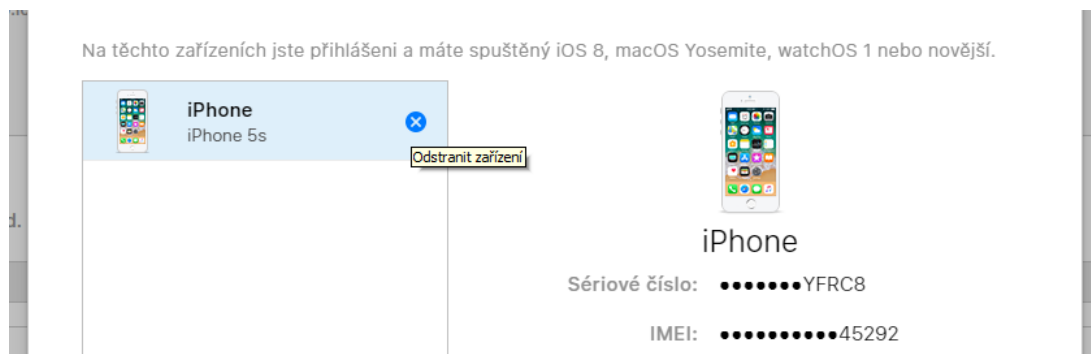 Na těchto zařízeních jste přihlášeni a máte spuštěný iOS 8, macOS Yosemite, watchOS 1 nebo novější.
iPhone
iPhone 5s
Odstranit zařízení
d.
iPhone
Sériové číslo: ●●●●●●●YFRC8
IMEI: ●●●●●●●●●●45292